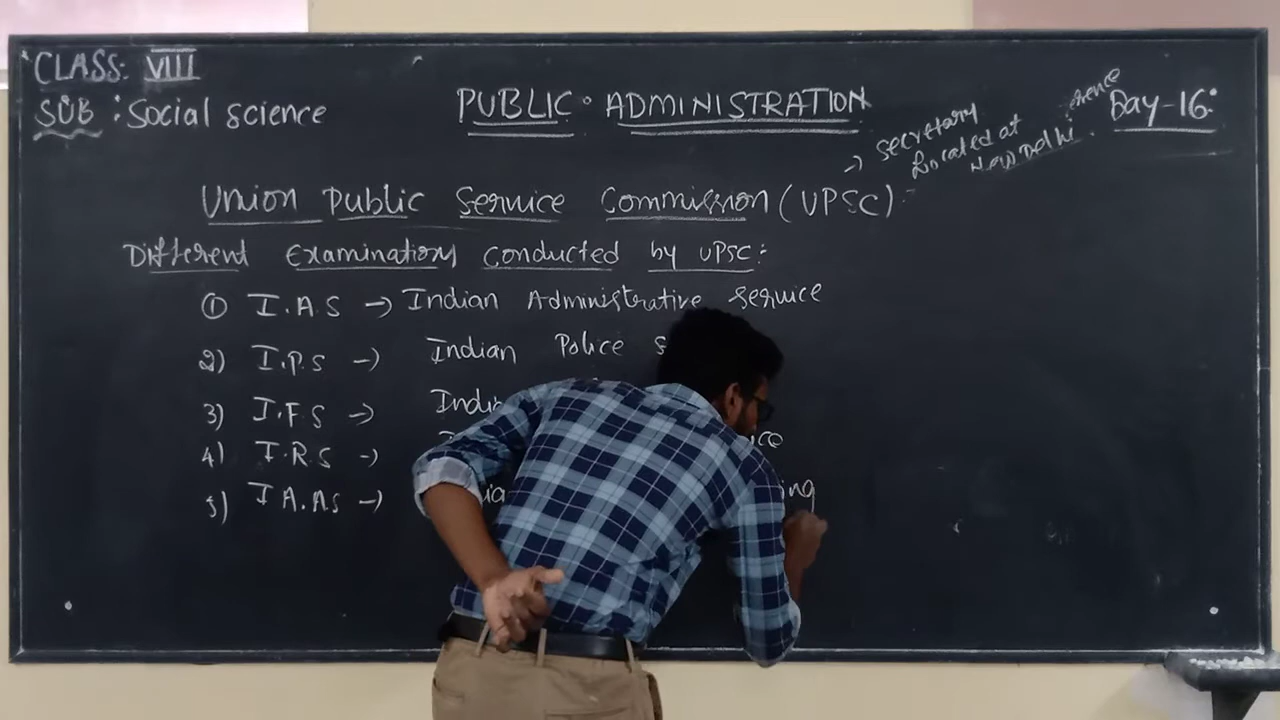 CLASS: VIII
SUB : Social science
PUBLIC ADMINISTRATION
Day-16:
→ secretary
Located at
New Delhi.
Union Public Service Commission (UPSC):
Different Examination conducted by UPSC:
① I.A.S → Indian Administrative Service
2) I.P.S → Indian Police
3) I.F.S →
4) I.R.S →
5) I A.AS →